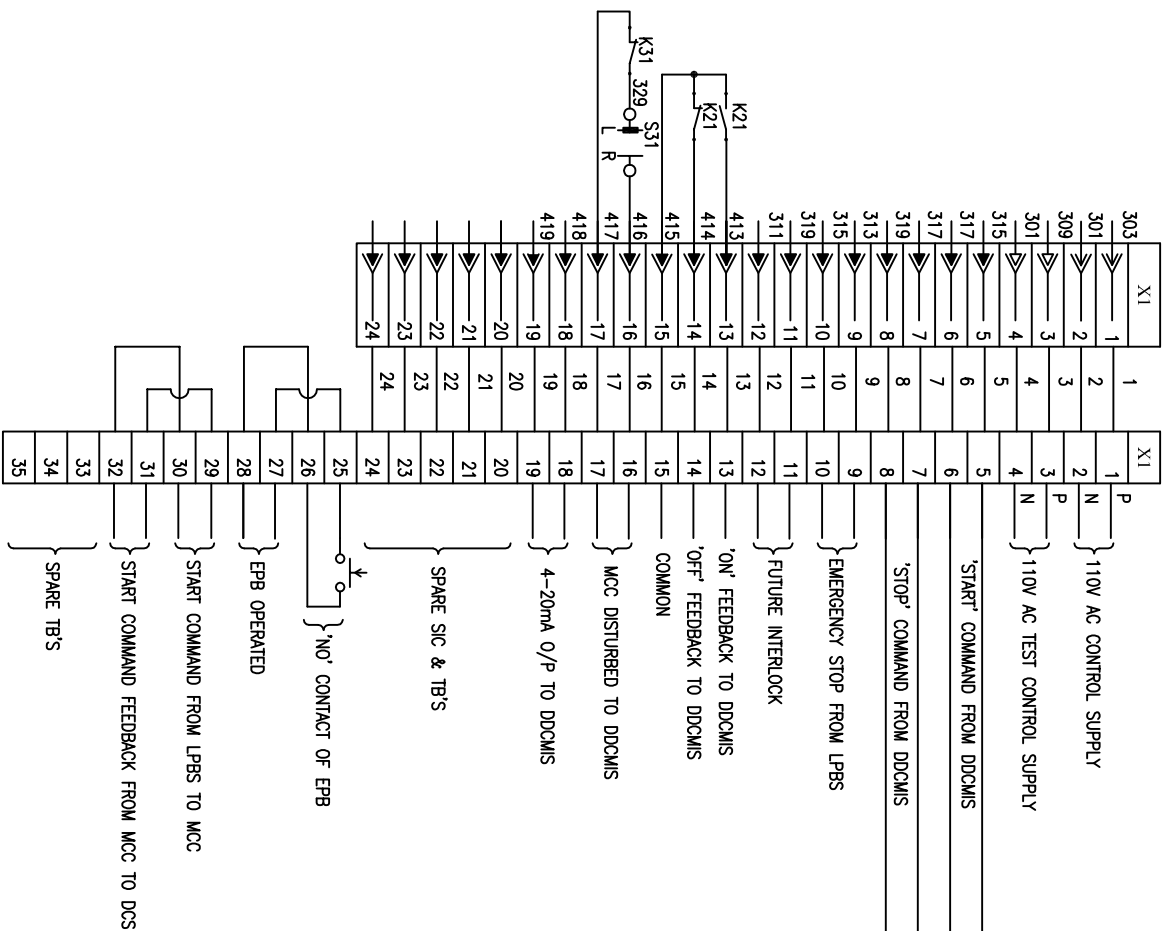 X1 X1
303 1 1 1 P
110V AC CONTROL SUPPLY
301 2 2 2 N
309 3 3 3 P
110V AC TEST CONTROL SUPPLY
301 4 4 4 N
315 5 5 5
'START' COMMAND FROM DDCMIS
317 6 6 6
317 7 7 7
'STOP' COMMAND FROM DDCMIS
319 8 8 8
313 9 9 9
EMERGENCY STOP FROM LPBS
315 10 10 10
319 11 11 11
FUTURE INTERLOCK
311 12 12 12
K21 413 13 13 13 'ON' FEEDBACK TO DDCMIS
K21 414 14 14 14 'OFF' FEEDBACK TO DDCMIS
415 15 15 15 COMMON
K31 329 S31 L R 416 16 16 16
MCC DISTURBED TO DDCMIS
417 17 17 17
418 18 18 18
4-20mA O/P TO DDCMIS
419 19 19 19
20 20 20
21 21 21
22 22 22
SPARE SIC & TB'S
23 23 23
24 24 24
25
'NO' CONTACT OF EPB
26
27
EPB OPERATED
28
29
START COMMAND FROM LPBS TO MCC
30
31
START COMMAND FEEDBACK FROM MCC TO DCS
32
33
34
SPARE TB'S
35